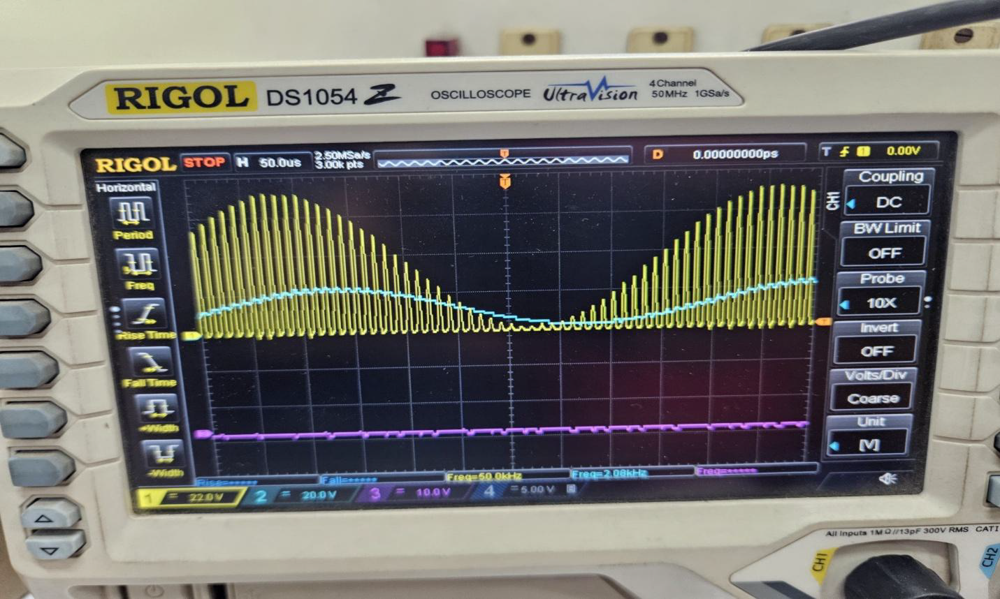 RIGOL DS1054 Z OSCILLOSCOPE UltraVision 4 Channel
50MHz 1GSa/s
RIGOL STOP H 50.0us 2.50MSa/s
3.00k pts
D 0.00000000ps T 1 0.00V
T
Horizontal
Period
Freq
Rise Time
Fall Time
+Width
-Width
CH1
Coupling
DC
BW Limit
OFF
Probe
10X
Invert
OFF
Volts/Div
Coarse
Unit
[V]
T
Rise=***** Fall=***** Freq=50.0kHz Freq=2.08kHz Freq=*****
1 = 22.0V 2 = 20.0V 3 = 10.0V 4 = 5.00V B
All Inputs 1MΩ//13pF 300V RMS CATI
CH1
CH2